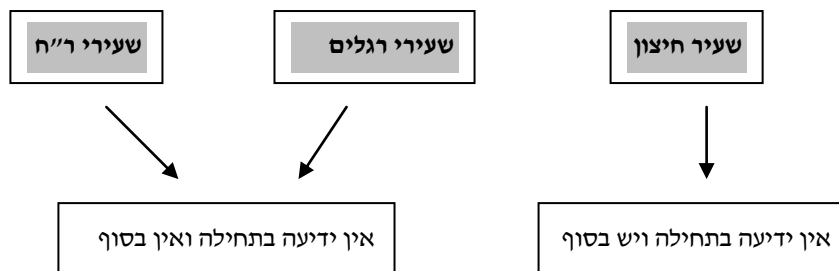 שעיר חיצון
שעירי רגלים
שעירי ר״ח
אין ידיעה בתחילה ויש בסוף
אין ידיעה בתחילה ואין בסוף